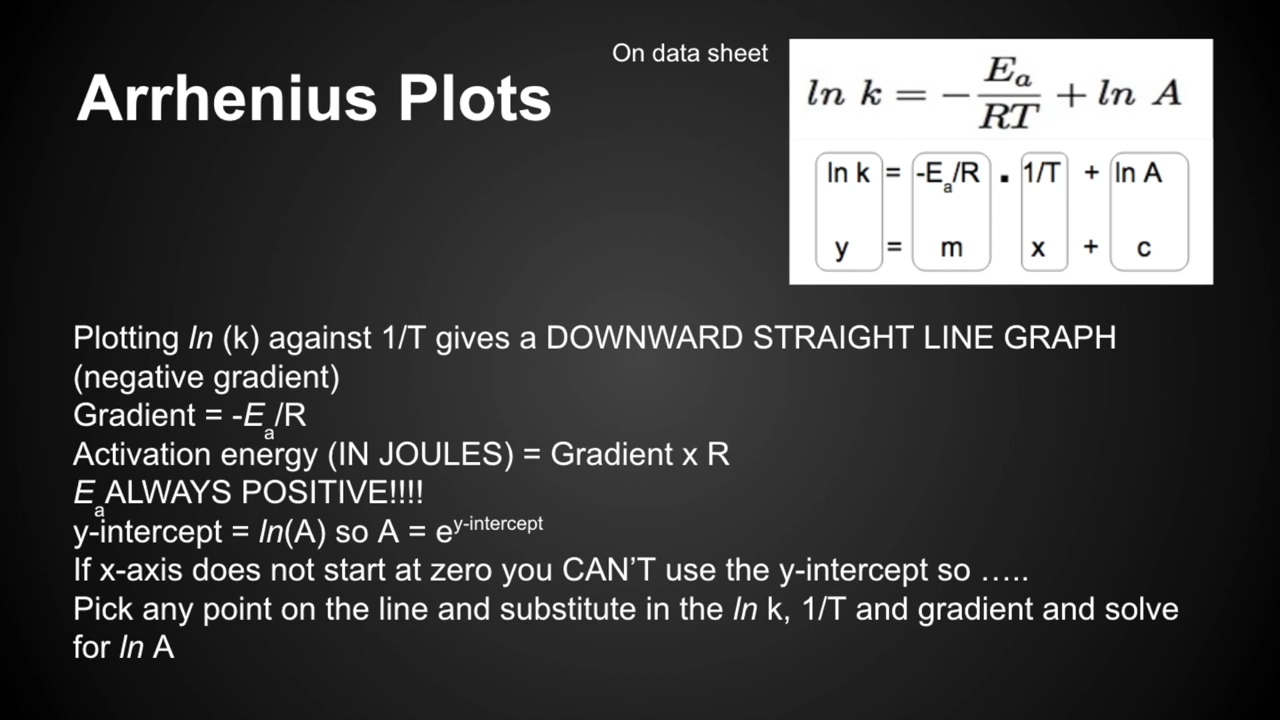 On data sheet
Arrhenius Plots
ln k = -Ea/RT + ln A
ln k = -Ea/R . 1/T + ln A
y = m x + c
Plotting ln (k) against 1/T gives a DOWNWARD STRAIGHT LINE GRAPH
(negative gradient)
Gradient = -Ea/R
Activation energy (IN JOULES) = Gradient x R
Ea ALWAYS POSITIVE!!!!
y-intercept = ln(A) so A = e^y-intercept
If x-axis does not start at zero you CAN'T use the y-intercept so …..
Pick any point on the line and substitute in the ln k, 1/T and gradient and solve
for ln A